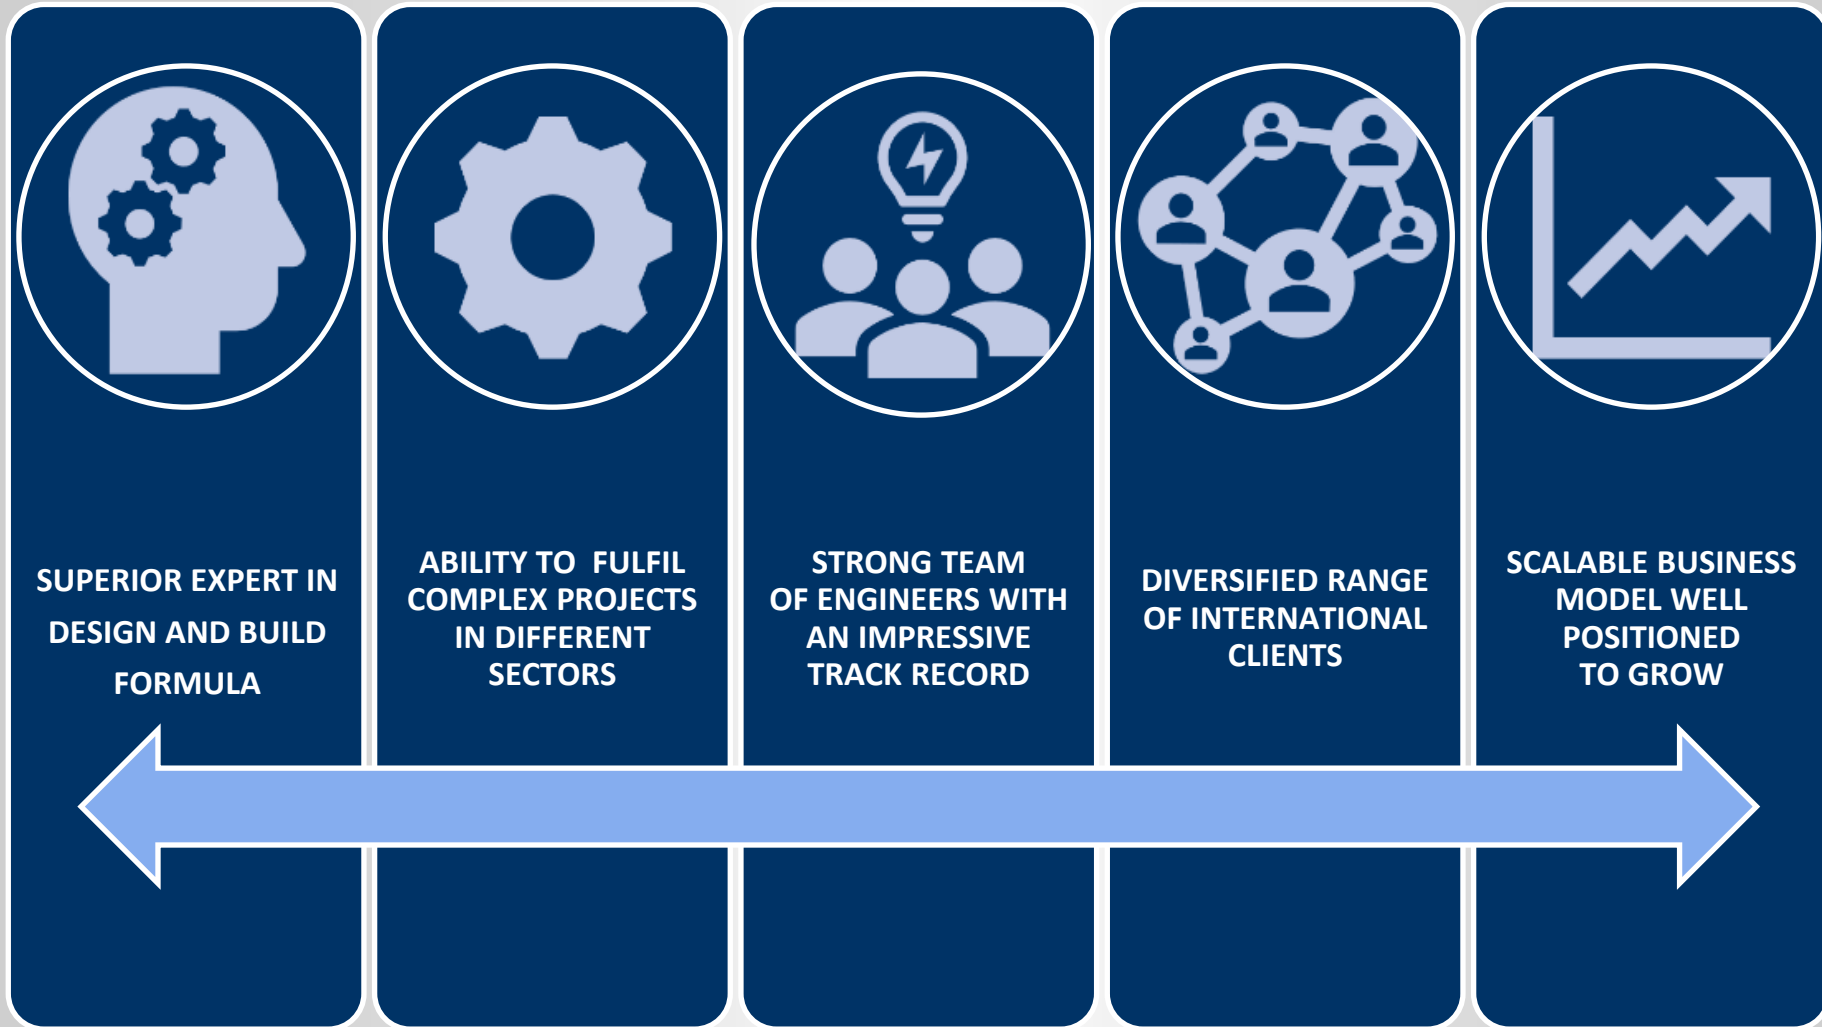 SUPERIOR EXPERT IN
DESIGN AND BUILD
FORMULA
ABILITY TO  FULFIL
COMPLEX PROJECTS
IN DIFFERENT
SECTORS
STRONG TEAM
OF ENGINEERS WITH
AN IMPRESSIVE
TRACK RECORD
DIVERSIFIED RANGE
OF INTERNATIONAL
CLIENTS
SCALABLE BUSINESS
MODEL WELL
POSITIONED
TO GROW